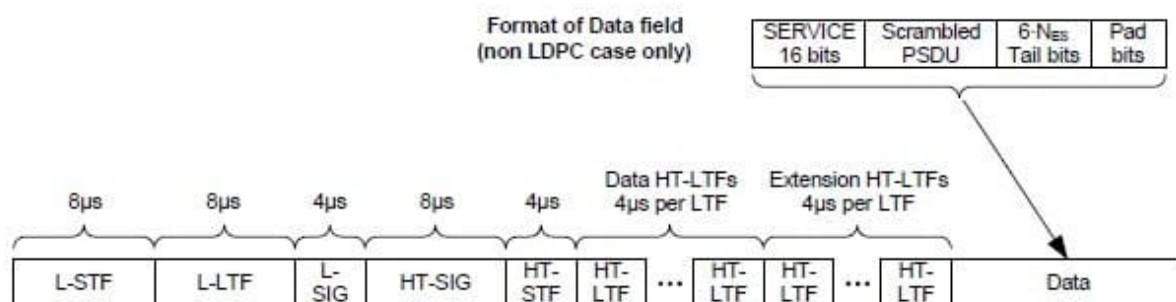 Format of Data field
(non LDPC case only)
SERVICE
16 bits
Scrambled
PSDU
6-NES
Tail bits
Pad
bits
8µs
8µs
4µs
8µs
4µs
Data HT-LTFs
4µs per LTF
Extension HT-LTFs
4µs per LTF
L-STF
L-LTF
L-
SIG
HT-SIG
HT-
STF
HT-
LTF
...
HT-
LTF
HT-
LTF
...
HT-
LTF
Data